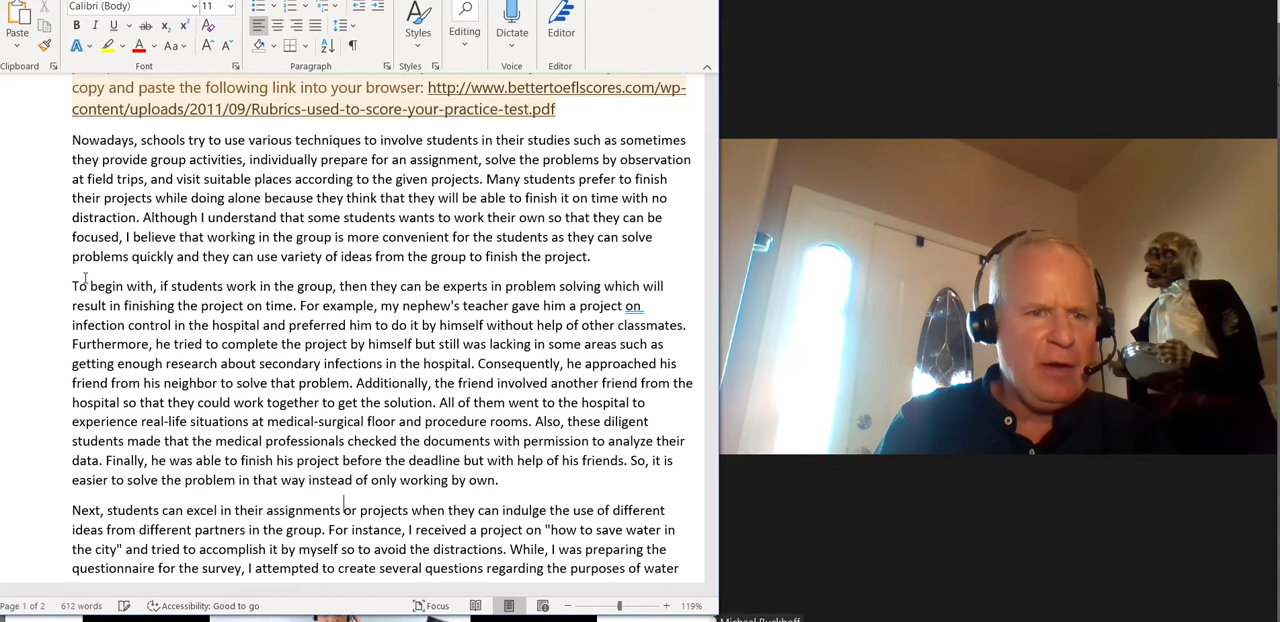 Calibri (Body) 11
Paste
Styles
Editing
Dictate
Editor
B I U ab x₂ x²
A A Aa A A
Clipboard
Font
Paragraph
Styles
Voice
Editor
copy and paste the following link into your browser: http://www.bettertoeflscores.com/wp-
content/uploads/2011/09/Rubrics-used-to-score-your-practice-test.pdf
Nowadays, schools try to use various techniques to involve students in their studies such as sometimes
they provide group activities, individually prepare for an assignment, solve the problems by observation
at field trips, and visit suitable places according to the given projects. Many students prefer to finish
their projects while doing alone because they think that they will be able to finish it on time with no
distraction. Although I understand that some students wants to work their own so that they can be
focused, I believe that working in the group is more convenient for the students as they can solve
problems quickly and they can use variety of ideas from the group to finish the project.
To begin with, if students work in the group, then they can be experts in problem solving which will
result in finishing the project on time. For example, my nephew's teacher gave him a project on
infection control in the hospital and preferred him to do it by himself without help of other classmates.
Furthermore, he tried to complete the project by himself but still was lacking in some areas such as
getting enough research about secondary infections in the hospital. Consequently, he approached his
friend from his neighbor to solve that problem. Additionally, the friend involved another friend from the
hospital so that they could work together to get the solution. All of them went to the hospital to
experience real-life situations at medical-surgical floor and procedure rooms. Also, these diligent
students made that the medical professionals checked the documents with permission to analyze their
data. Finally, he was able to finish his project before the deadline but with help of his friends. So, it is
easier to solve the problem in that way instead of only working by own.
Next, students can excel in their assignments or projects when they can indulge the use of different
ideas from different partners in the group. For instance, I received a project on "how to save water in
the city" and tried to accomplish it by myself so to avoid the distractions. While, I was preparing the
questionnaire for the survey, I attempted to create several questions regarding the purposes of water
Page 1 of 2 612 words Accessibility: Good to go Focus 119%